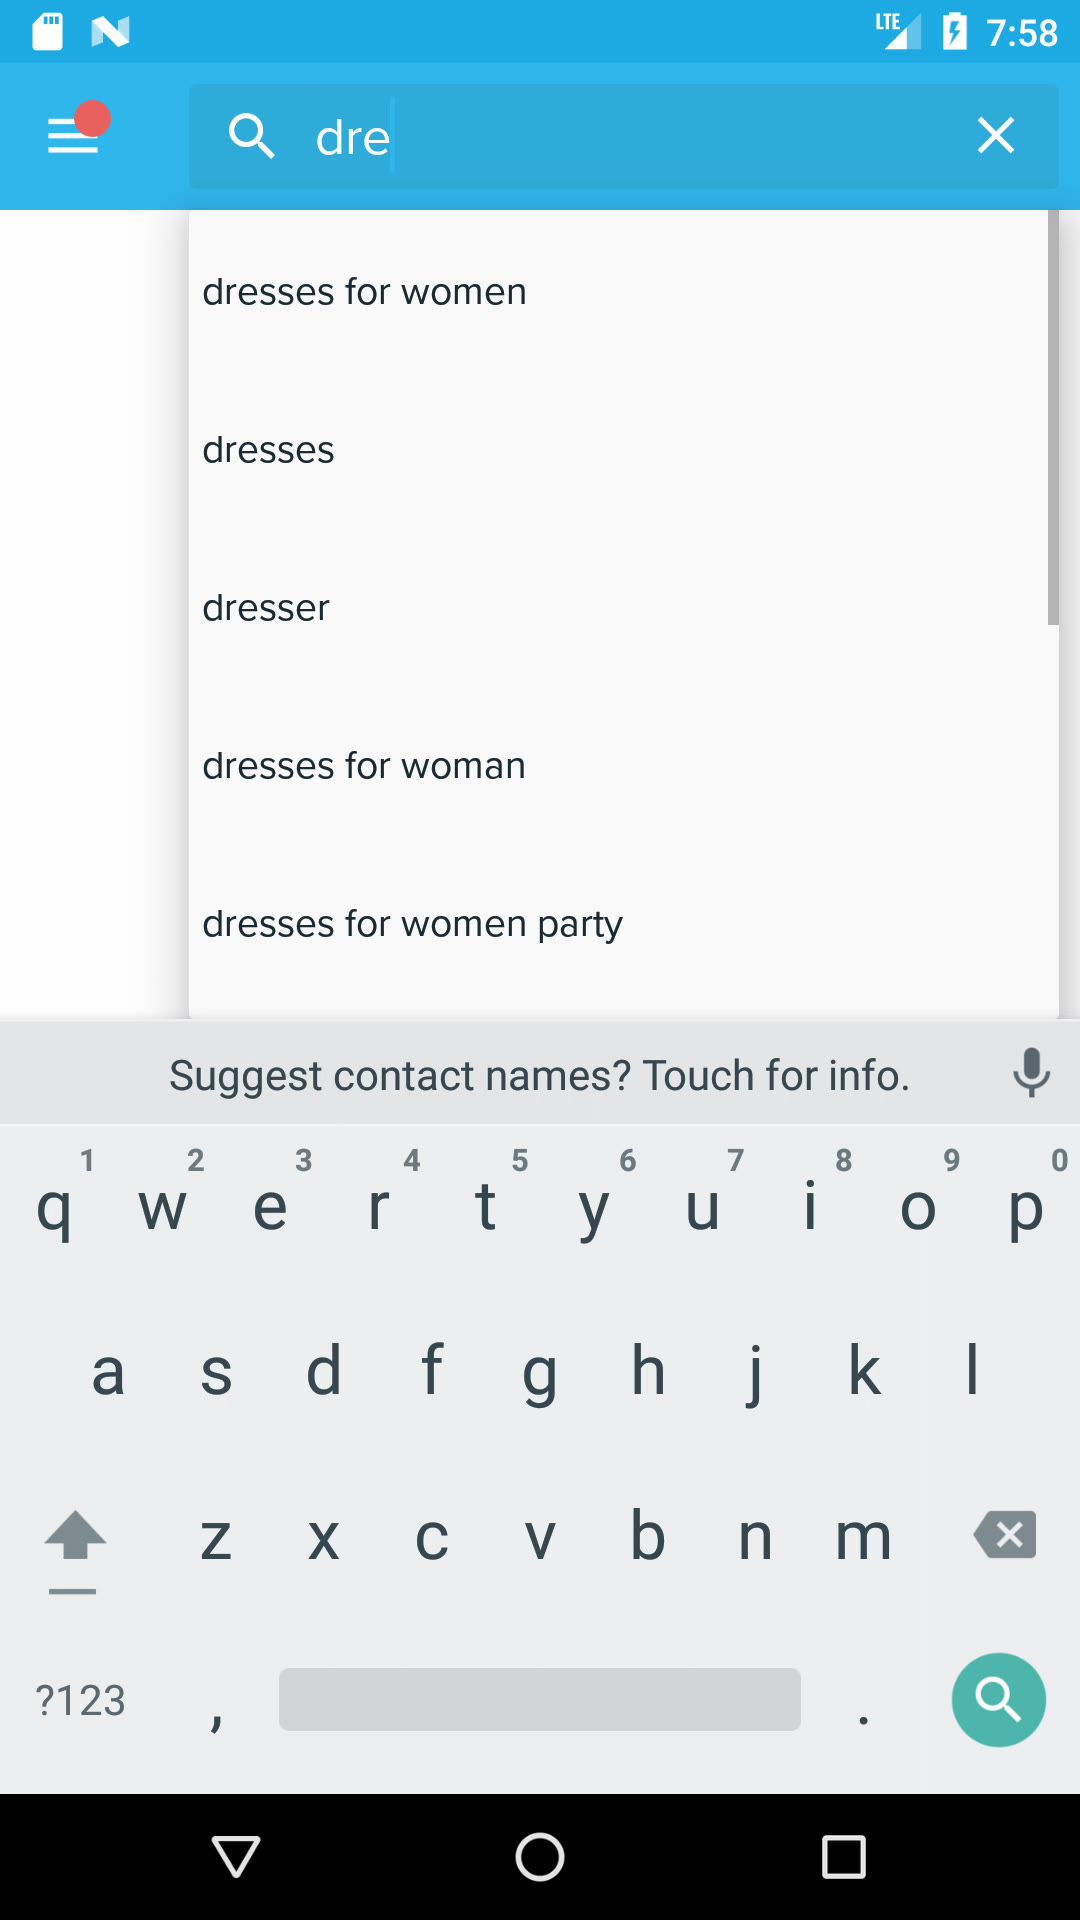 LTE 7:58
dre
dresses for women
dresses
dresser
dresses for woman
dresses for women party
Suggest contact names? Touch for info.
1 2 3 4 5 6 7 8 9 0
q w e r t y u i o p
a s d f g h j k l
z x c v b n m
?123 , .